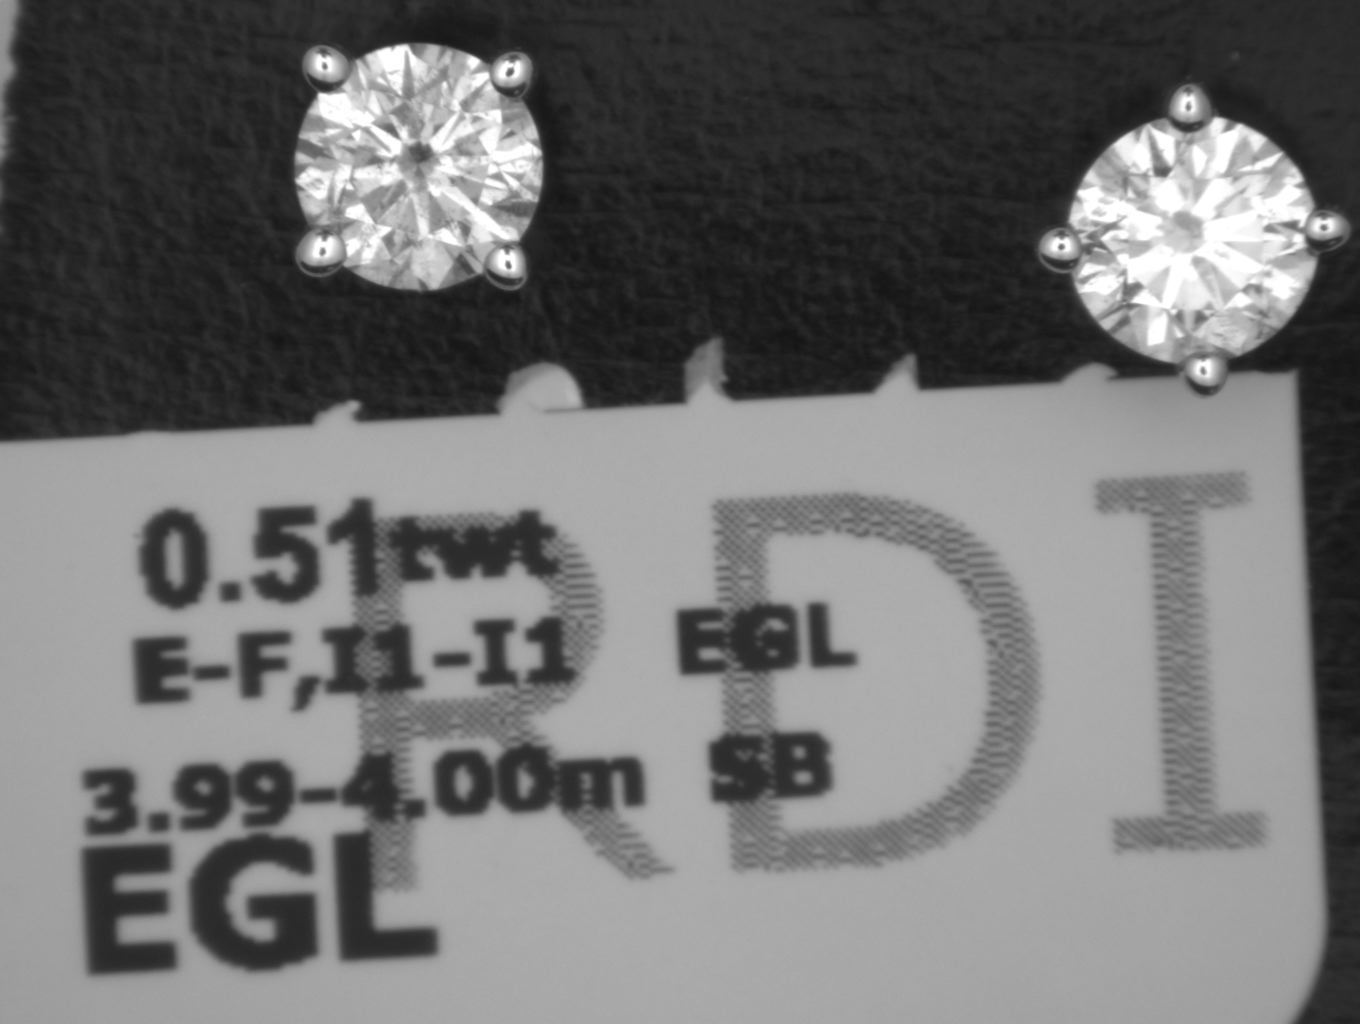 0.51twt
E-F,I1-I1 EGL
3.99-4.00m SB
EGL
RDI